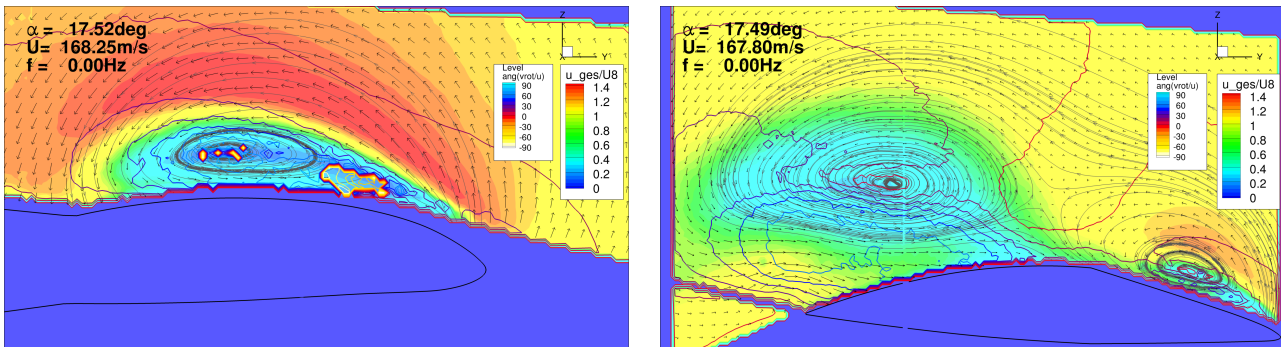 α = 17.52deg
U= 168.25m/s
f = 0.00Hz
Z
X
Y
Level
ang(vrot/u)
90
60
30
0
-30
-60
-90
u_ges/U8
1.4
1.2
1
0.8
0.6
0.4
0.2
0
α = 17.49deg
U= 167.80m/s
f = 0.00Hz
Z
X
Y
Level
ang(vrot/u)
90
60
30
0
-30
-60
-90
u_ges/U8
1.4
1.2
1
0.8
0.6
0.4
0.2
0